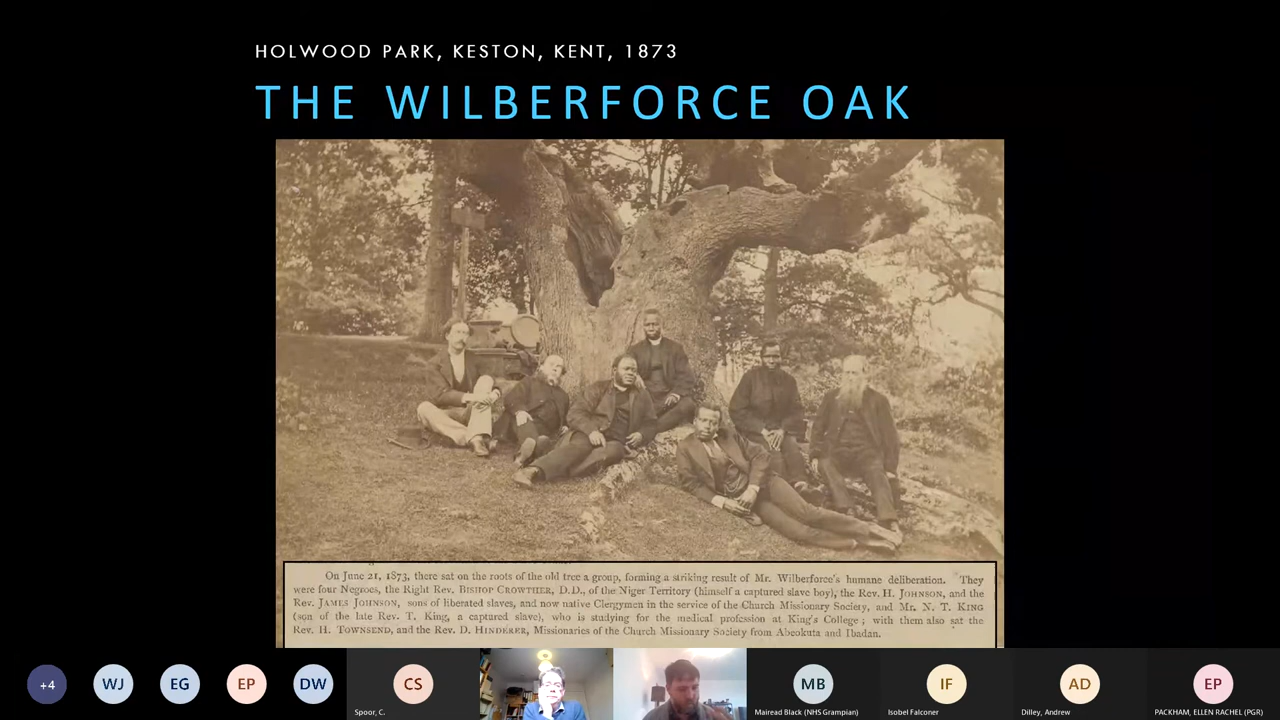 HOLWOOD PARK, KESTON, KENT, 1873
THE WILBERFORCE OAK
On June 21, 1873, there sat on the roots of the old tree a group, forming a striking result of Mr. Wilberforce's humane deliberation. They
were four Negroes, the Right Rev. BISHOP CROWTHER, D.D., of the Niger Territory (himself a captured slave boy), the Rev. H. JOHNSON, and the
Rev. JAMES JOHNSON, sons of liberated slaves, and now native Clergymen in the service of the Church Missionary Society, and Mr. N. T. KING
(son of the late Rev. T. King, a captured slave), who is studying for the medical profession at King's College; with them also sat the
Rev. H. TOWNSEND, and the Rev. D. HINDERER, Missionaries of the Church Missionary Society from Abeokuta and Ibadan.
+4
WJ
EG
EP
DW
CS
Spoor, C.
MB
Mairead Black (NHS Grampian)
IF
Isobel Falconer
AD
Dilley, Andrew
EP
PACKHAM, ELLEN RACHEL (PGR)